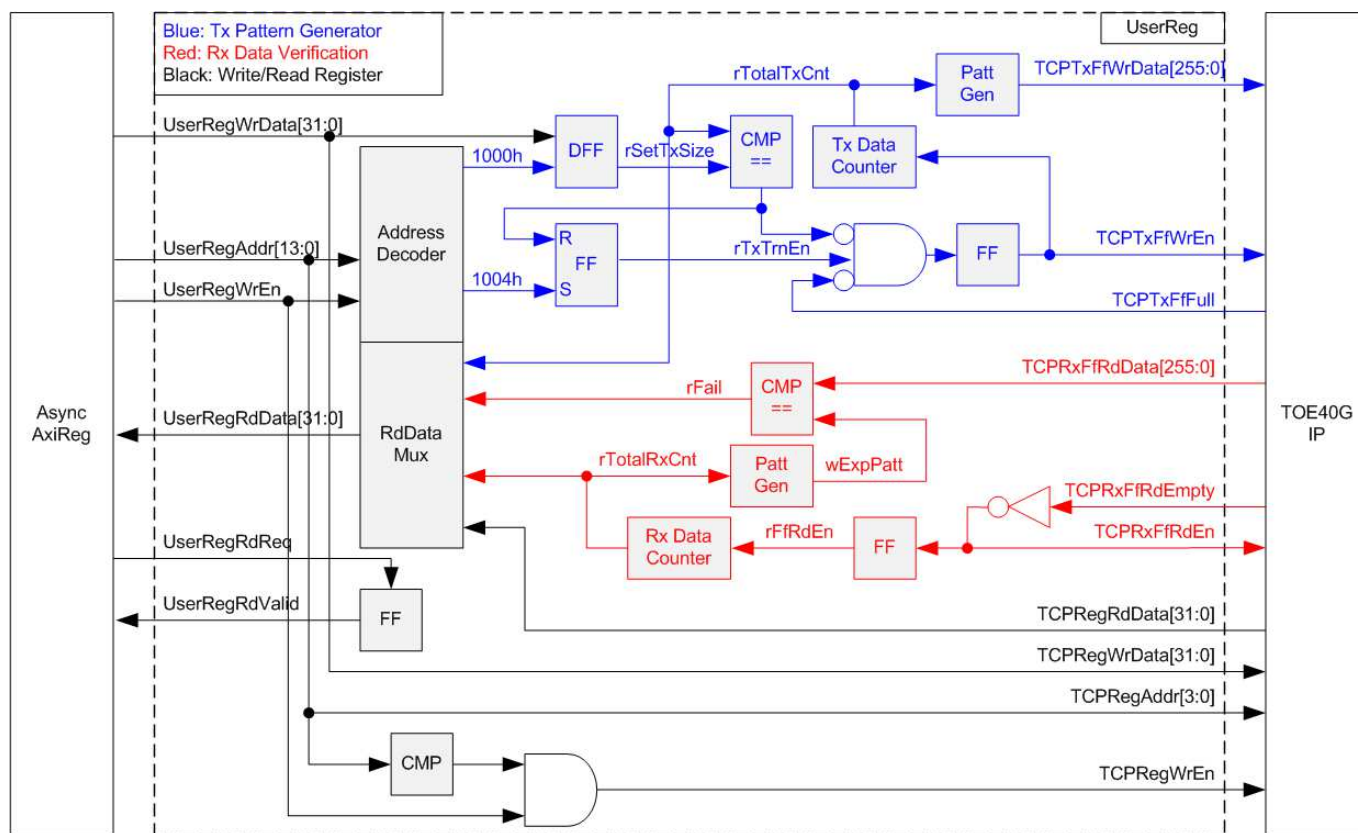 Blue: Tx Pattern Generator
Red: Rx Data Verification
Black: Write/Read Register
UserReg
rTotalTxCnt
Patt
Gen
TCPTxFfWrData[255:0]
UserRegWrData[31:0]
DFF
rSetTxSize
CMP
==
Tx Data
Counter
1000h
Address
Decoder
UserRegAddr[13:0]
R
FF
S
rTxTrnEn
FF
TCPTxFfWrEn
UserRegWrEn
1004h
TCPTxFfFull
TCPRxFfRdData[255:0]
rFail
CMP
==
Async
AxiReg
UserRegRdData[31:0]
RdData
Mux
TOE40G
IP
rTotalRxCnt
Patt
Gen
wExpPatt
TCPRxFfRdEmpty
UserRegRdReq
Rx Data
Counter
rFfRdEn
FF
TCPRxFfRdEn
UserRegRdValid
FF
TCPRegRdData[31:0]
TCPRegWrData[31:0]
TCPRegAddr[3:0]
CMP
TCPRegWrEn